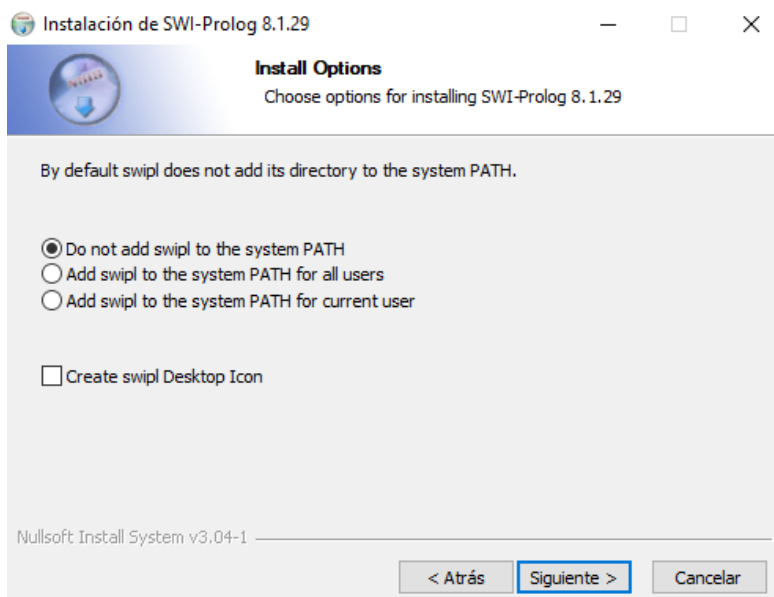 Instalación de SWI-Prolog 8.1.29
Install Options
Choose options for installing SWI-Prolog 8.1.29
By default swipl does not add its directory to the system PATH.
Do not add swipl to the system PATH
Add swipl to the system PATH for all users
Add swipl to the system PATH for current user
Create swipl Desktop Icon
Nullsoft Install System v3.04-1
< Atrás
Siguiente >
Cancelar